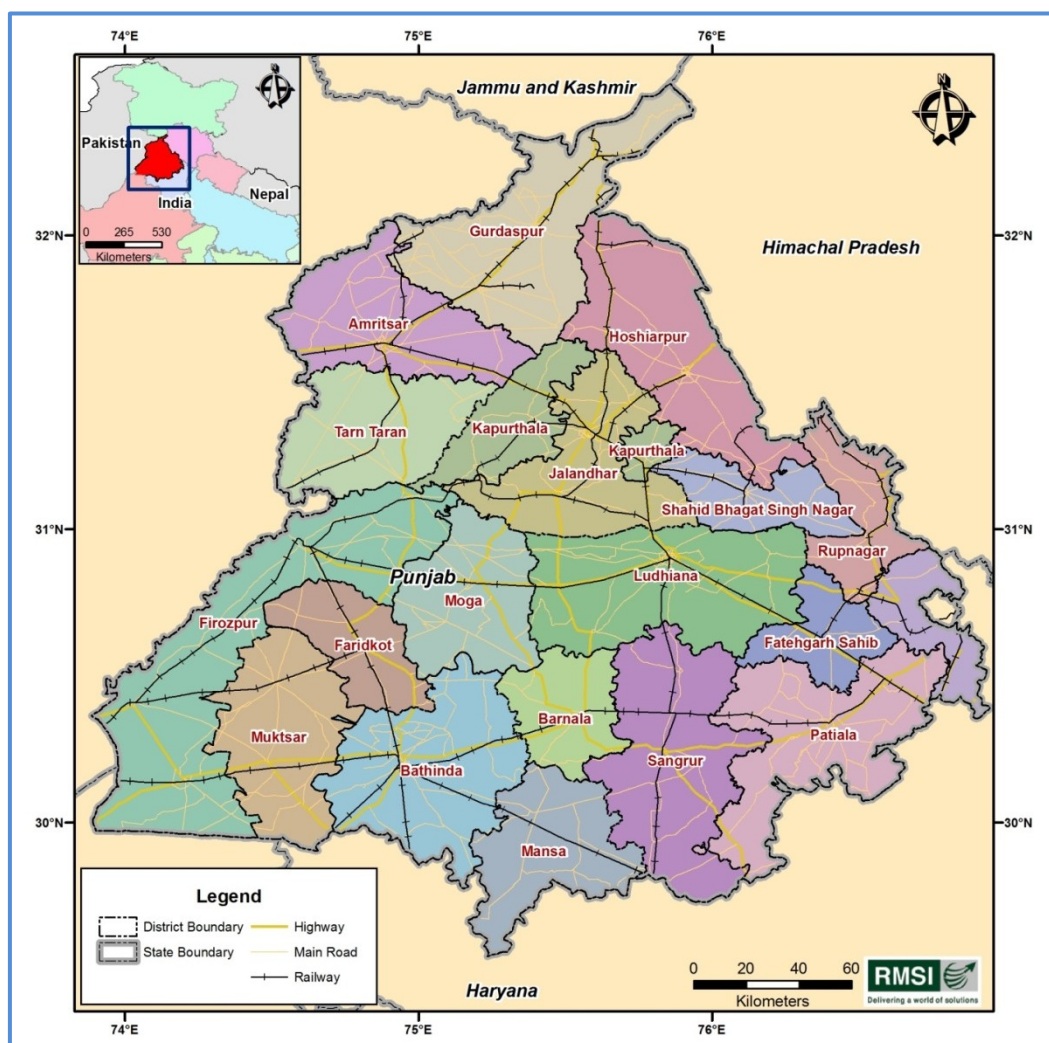 74°E 75°E 76°E
Jammu and Kashmir
N
N
Pakistan
Nepal
India
0 265 530
Kilometers
32°N 32°N
Gurdaspur
Himachal Pradesh
Amritsar
Hoshiarpur
Tarn Taran
Kapurthala
Kapurthala
Jalandhar
Shahid Bhagat Singh Nagar
31°N 31°N
Rupnagar
Punjab
Ludhiana
Moga
Firozpur
Faridkot
Fatehgarh Sahib
Barnala
Muktsar
Patiala
Sangrur
Bathinda
30°N 30°N
Mansa
Legend
District Boundary
Highway
State Boundary
Main Road
Railway
Haryana
0 20 40 60
Kilometers
RMSI
Delivering a world of solutions
74°E 75°E 76°E